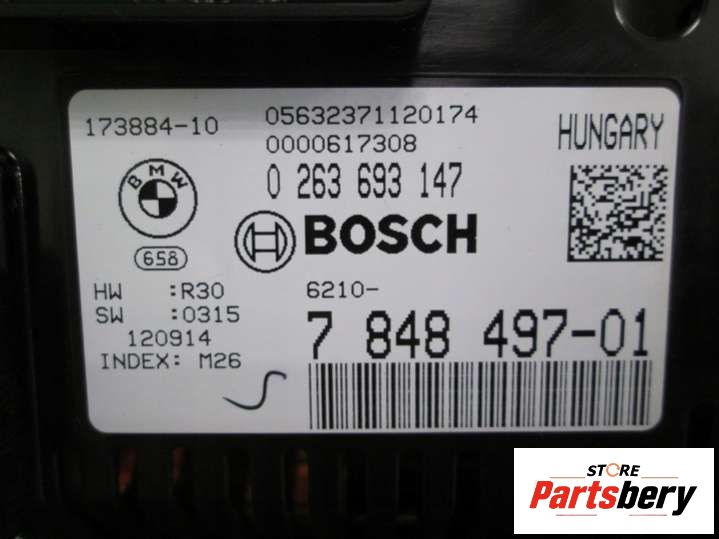 173884-10
05632371120174
0000617308
HUNGARY
0 263 693 147
BMW
BOSCH
658
HW :R30
SW :0315
120914
INDEX: M26
6210-
7 848 497-01
STORE
Partsbery